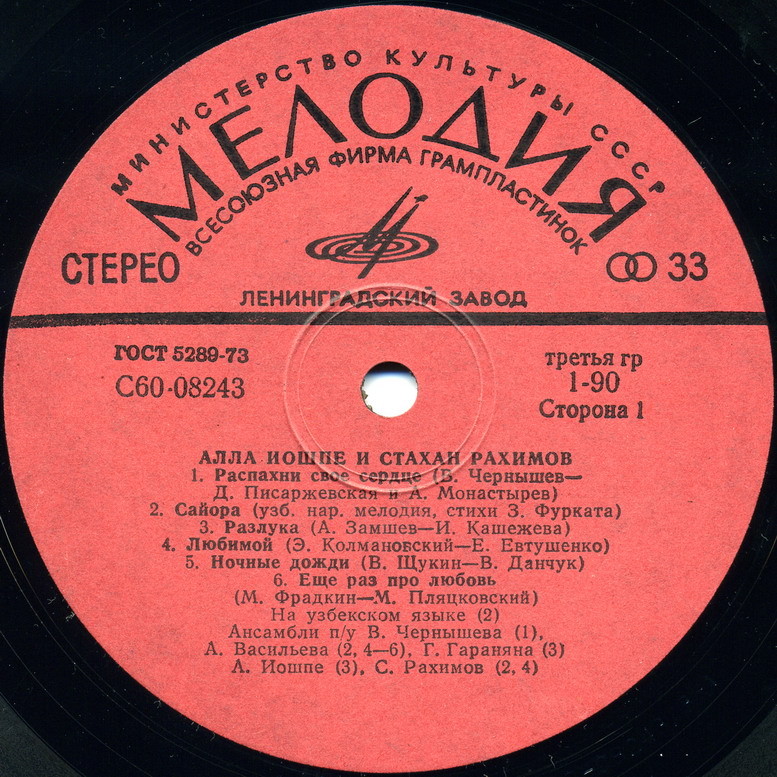 МИНИСТЕРСТВО КУЛЬТУРЫ СССР
МЕЛОДИЯ
ВСЕСОЮЗНАЯ ФИРМА ГРАМПЛАСТИНОК
СТЕРЕО
33
ЛЕНИНГРАДСКИЙ ЗАВОД
ГОСТ 5289-73
С60-08243
третья гр
1-90
Сторона 1
АЛЛА ИОШПЕ И СТАХАН РАХИМОВ
1. Распахни свое сердце (В. Чернышев—
Д. Писаржевская и А. Монастырев)
2. Сайора (узб. нар. мелодия, стихи З. Фурката)
3. Разлука (А. Замшев—И. Кашежева)
4. Любимой (Э. Колмановский—Е. Евтушенко)
5. Ночные дожди (В. Щукин—В. Данчук)
6. Еще раз про любовь
(М. Фрадкин—М. Пляцковский)
На узбекском языке (2)
Ансамбли п/у В. Чернышева (1),
А. Васильева (2, 4—6), Г. Гараняна (3)
А. Иошпе (3), С. Рахимов (2, 4)